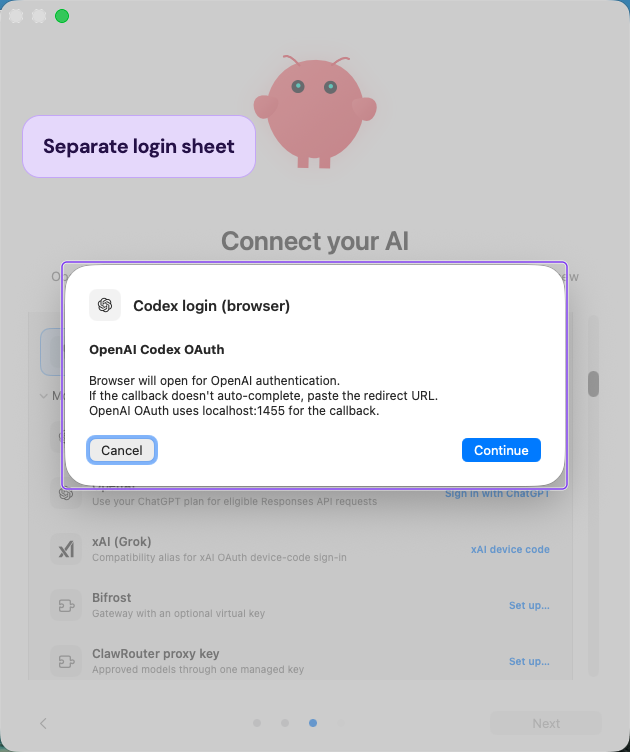 Separate login sheet
Connect your AI
Codex login (browser)
OpenAI Codex OAuth
Browser will open for OpenAI authentication.
If the callback doesn't auto-complete, paste the redirect URL.
OpenAI OAuth uses localhost:1455 for the callback.
Cancel
Continue
Use your ChatGPT plan for eligible Responses API requests
Sign in with ChatGPT
xAI (Grok)
Compatibility alias for xAI OAuth device-code sign-in
xAI device code
Bifrost
Gateway with an optional virtual key
Set up...
ClawRouter proxy key
Approved models through one managed key
Set up...
Next